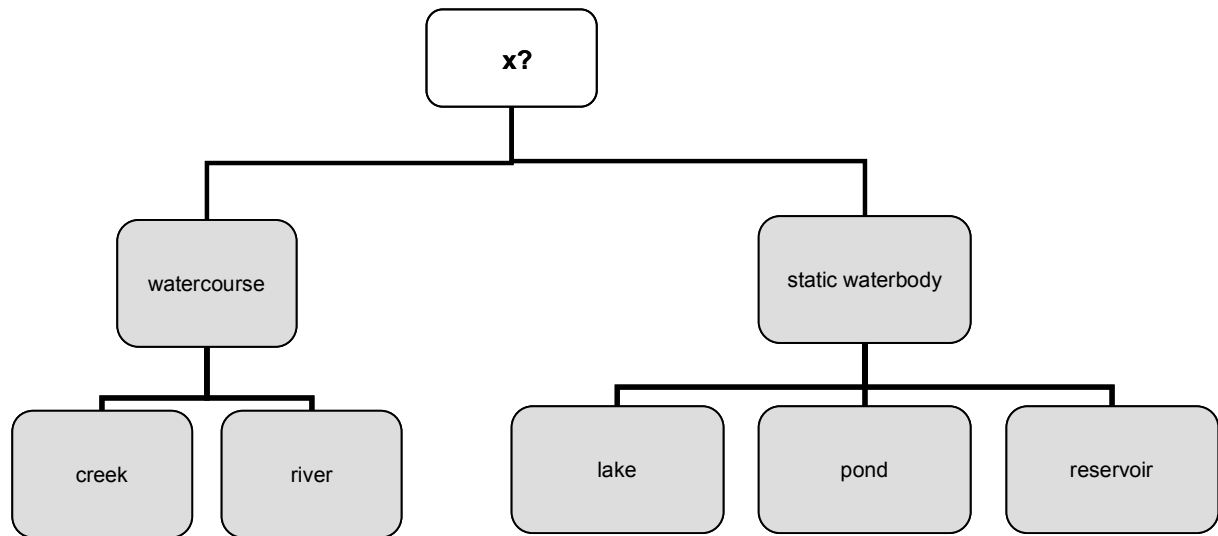 x?
watercourse
static waterbody
creek
river
lake
pond
reservoir